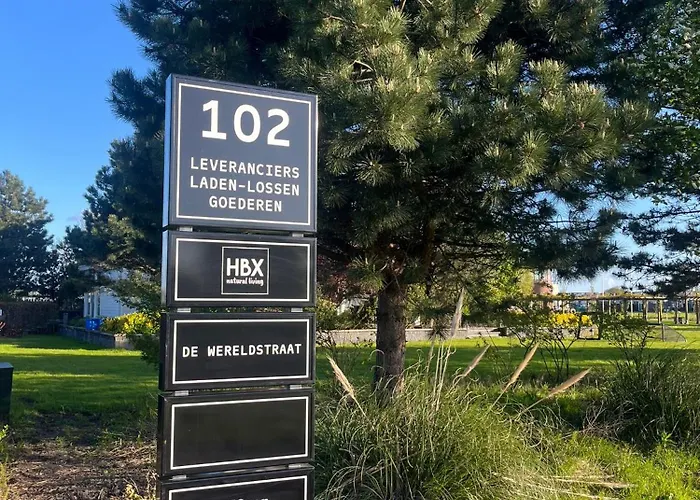 102
LEVERANCIERS
LADEN-LOSSEN
GOEDEREN
HBX
natural living
DE WERELDSTRAAT